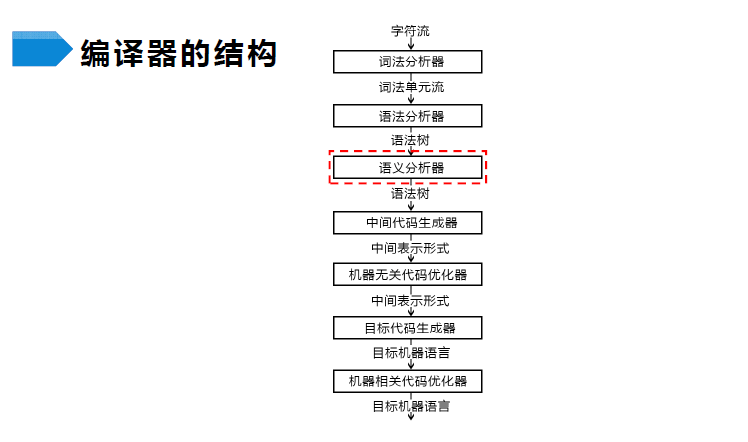 编译器的结构
字符流
词法分析器
词法单元流
语法分析器
语法树
语义分析器
语法树
中间代码生成器
中间表示形式
机器无关代码优化器
中间表示形式
目标代码生成器
目标机器语言
机器相关代码优化器
目标机器语言